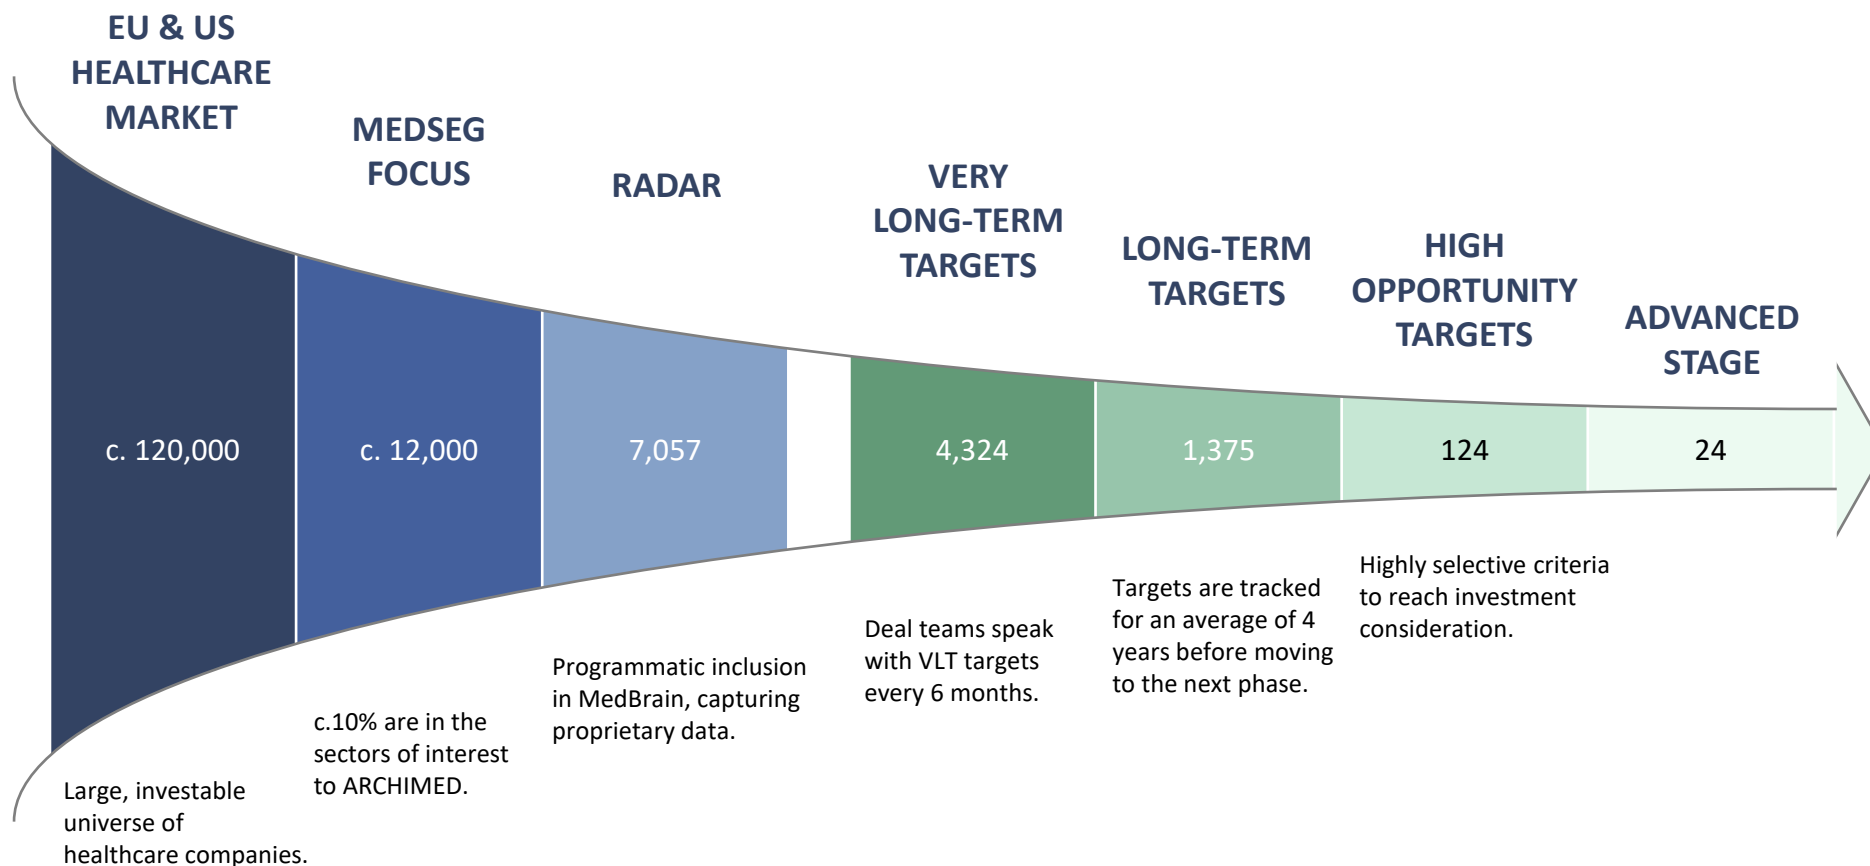 EU & US
HEALTHCARE
MARKET
MEDSEG
FOCUS
RADAR
VERY
LONG-TERM
TARGETS
LONG-TERM
TARGETS
HIGH
OPPORTUNITY
TARGETS
ADVANCED
STAGE
c. 120,000
c. 12,000
7,057
4,324
1,375
124
24
Large, investable
universe of
healthcare companies.
c.10% are in the
sectors of interest
to ARCHIMED.
Programmatic inclusion
in MedBrain, capturing
proprietary data.
Deal teams speak
with VLT targets
every 6 months.
Targets are tracked
for an average of 4
years before moving
to the next phase.
Highly selective criteria
to reach investment
consideration.